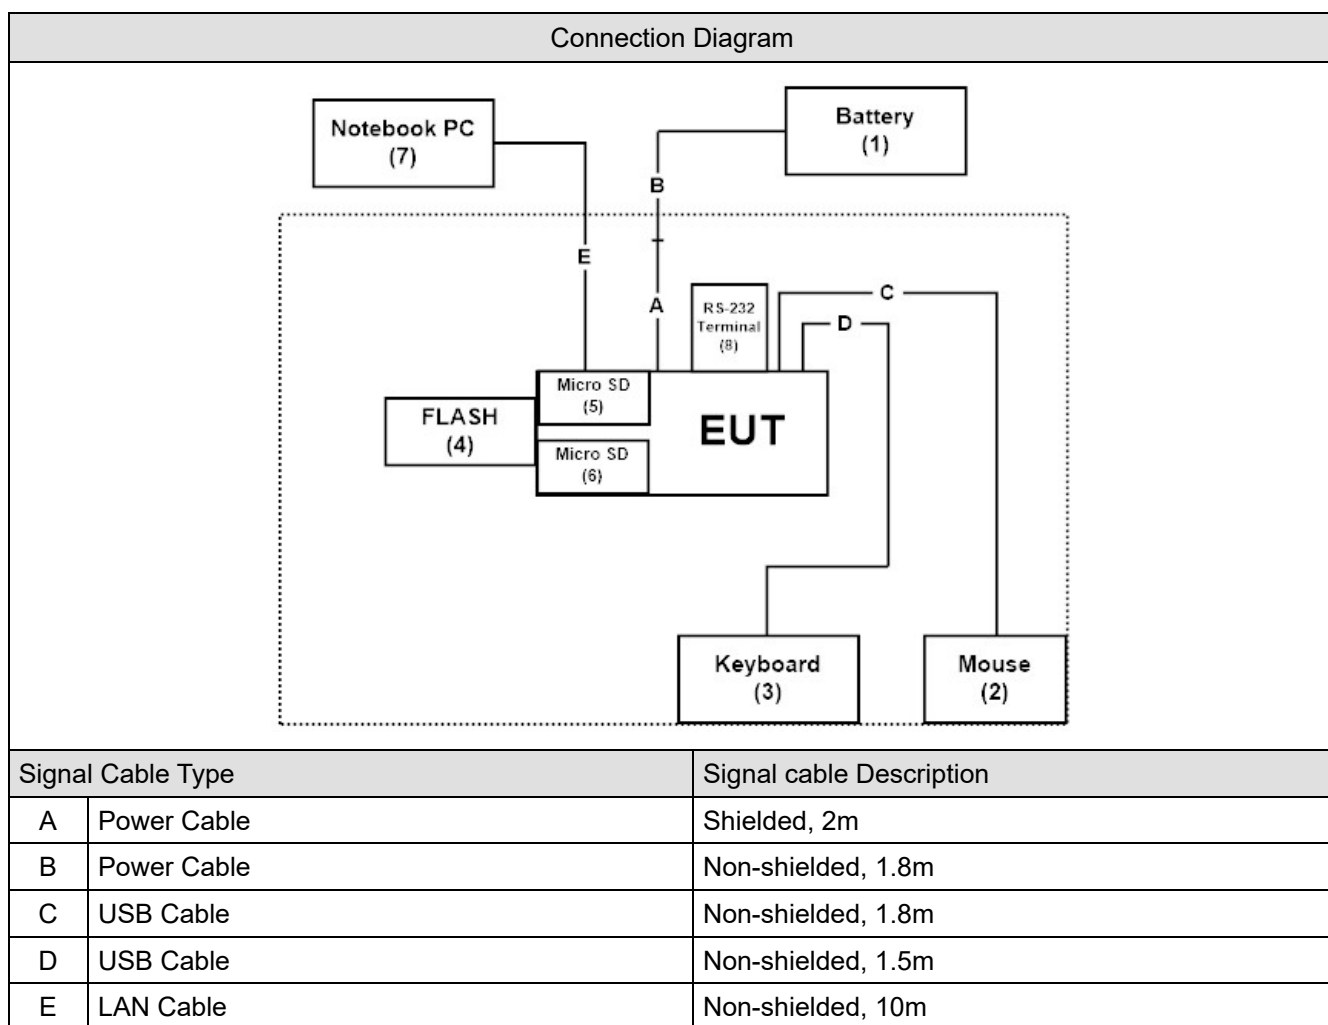 Connection Diagram
Notebook PC
(7)
Battery
(1)
B
E
A
RS-232
Terminal
(8)
C
D
Micro SD
(5)
FLASH
(4)
EUT
Micro SD
(6)
Keyboard
(3)
Mouse
(2)
Signal Cable Type Signal cable Description
A Power Cable Shielded, 2m
B Power Cable Non-shielded, 1.8m
C USB Cable Non-shielded, 1.8m
D USB Cable Non-shielded, 1.5m
E LAN Cable Non-shielded, 10m